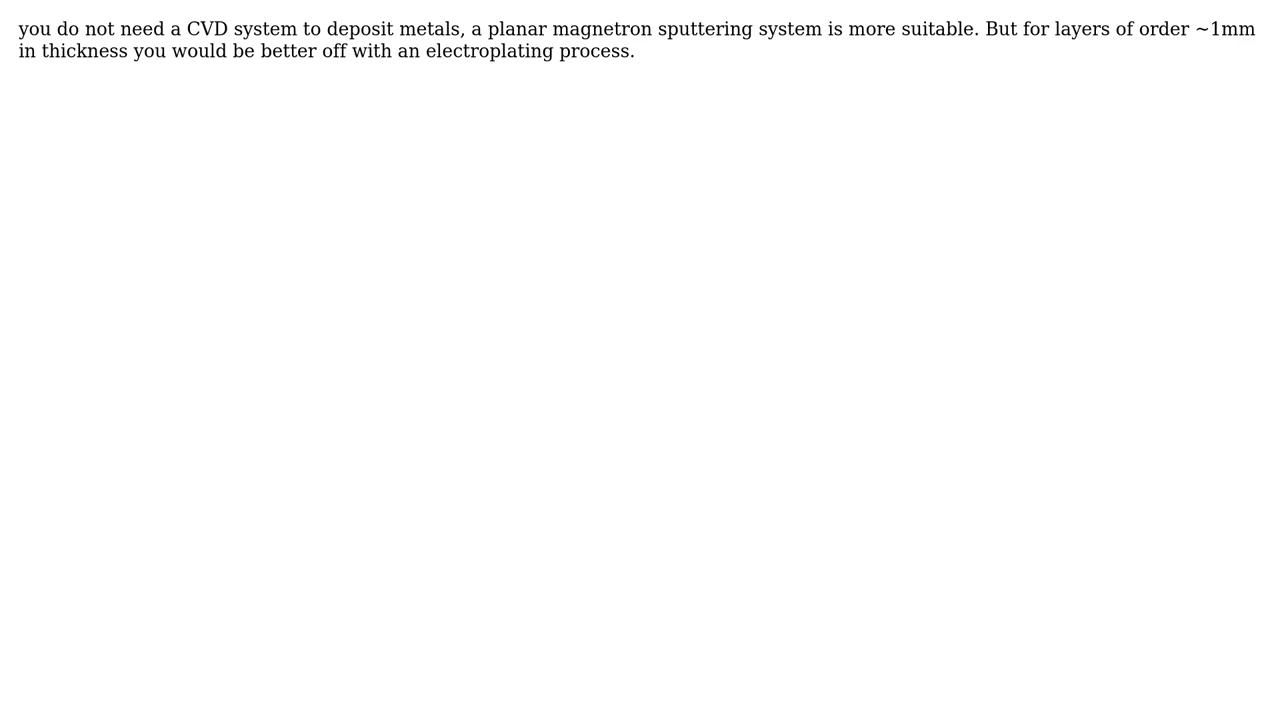 you do not need a CVD system to deposit metals, a planar magnetron sputtering system is more suitable. But for layers of order ~1mm
in thickness you would be better off with an electroplating process.